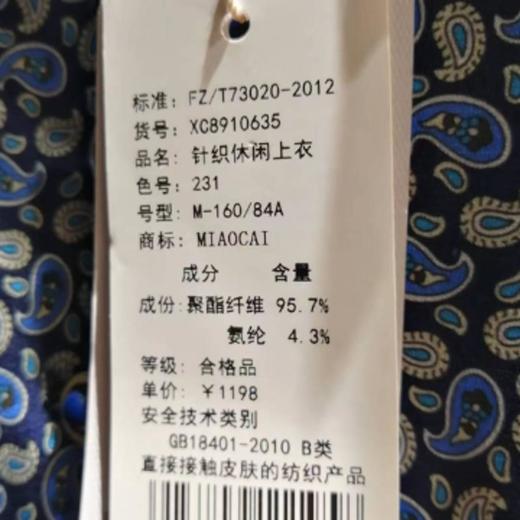 标准: FZ/T73020-2012
货号: XC8910635
品名: 针织休闲上衣
色号: 231
号型: M-160/84A
商标: MIAOCAI
成分 含量
成份:聚酯纤维 95.7%
氨纶 4.3%
等级: 合格品
单价: ￥1198
安全技术类别
GB18401-2010 B类
直接接触皮肤的纺织产品